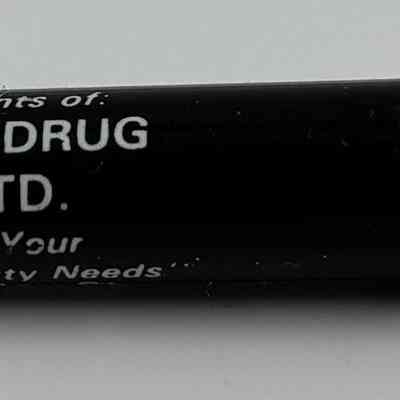 nts of:
DRUG
TD.
Your
ty Needs"